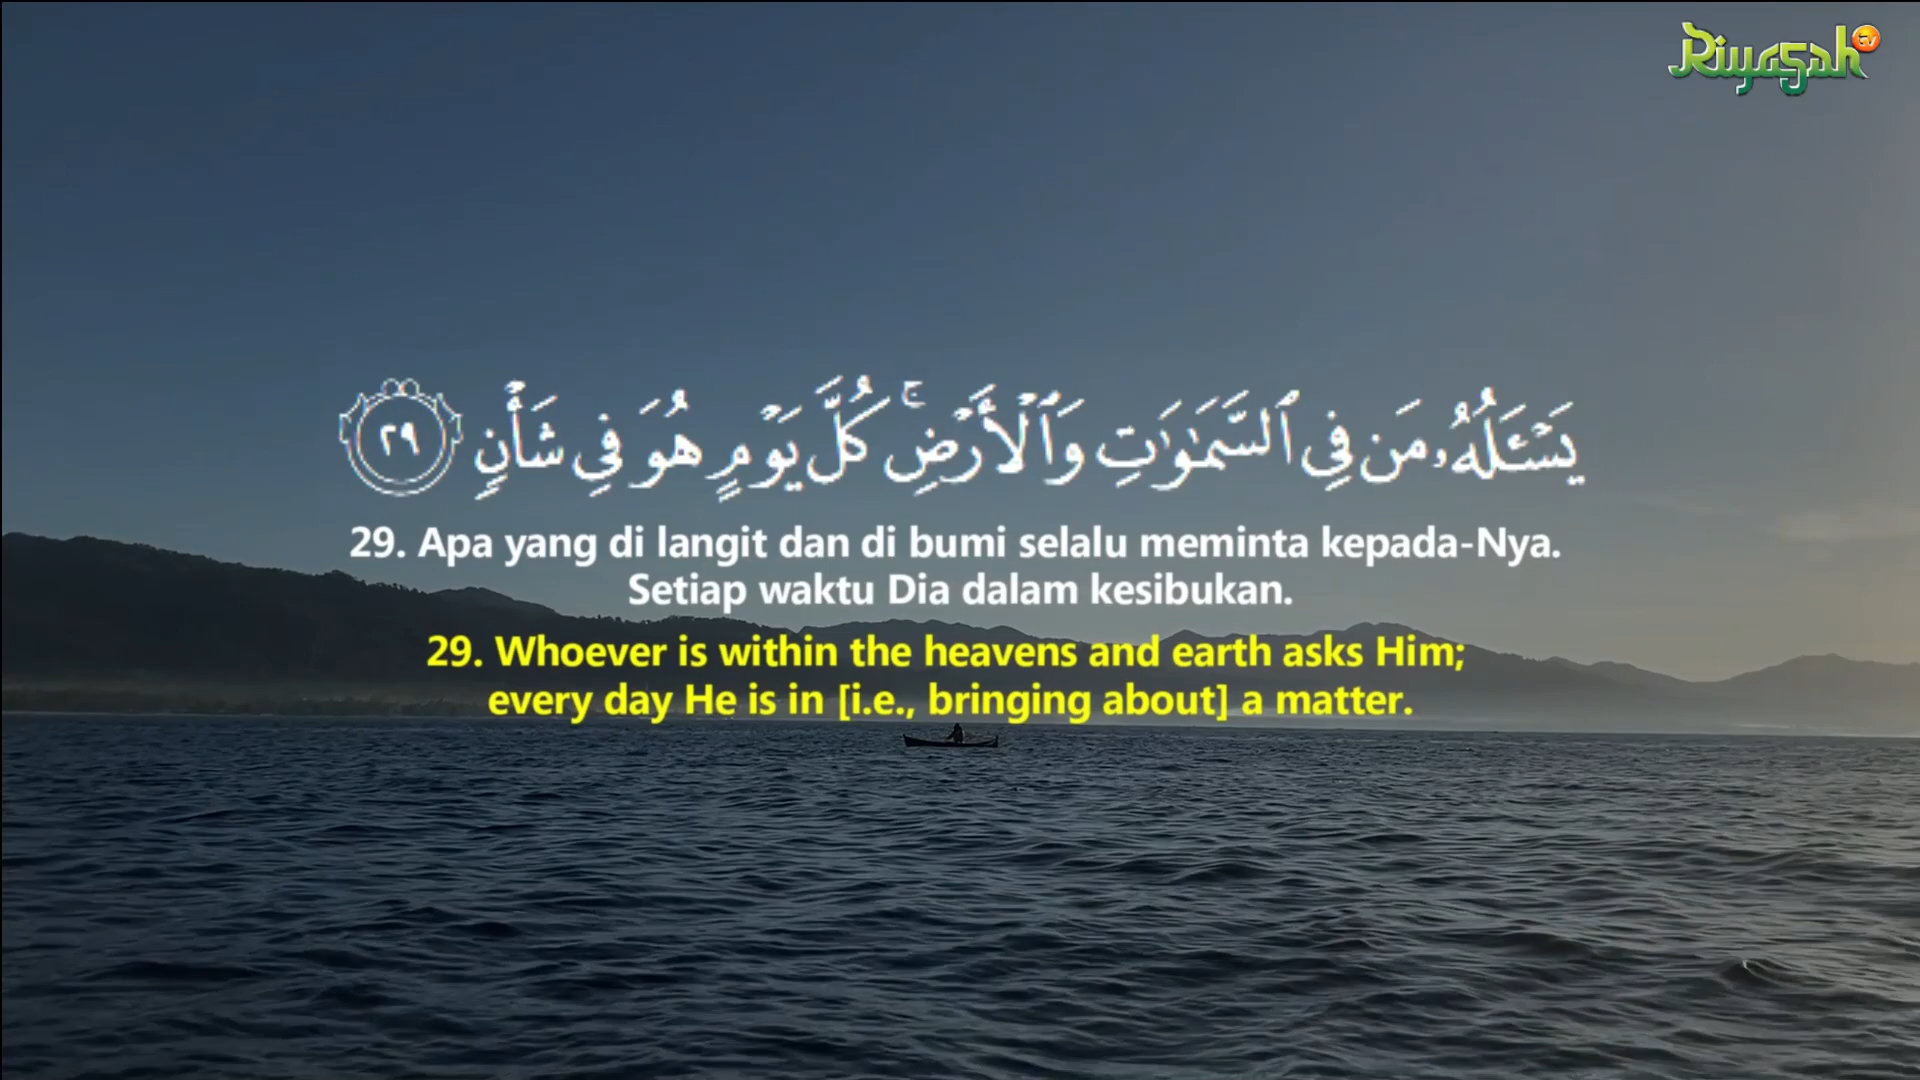 Riyasah TV
يَسْـَٔلُهُۥ مَن فِى ٱلسَّمَٰوَٰتِ وَٱلْأَرْضِ ۚ كُلَّ يَوْمٍ هُوَ فِى شَأْنٍ ٢٩
29. Apa yang di langit dan di bumi selalu meminta kepada-Nya.
Setiap waktu Dia dalam kesibukan.
29. Whoever is within the heavens and earth asks Him;
every day He is in [i.e., bringing about] a matter.